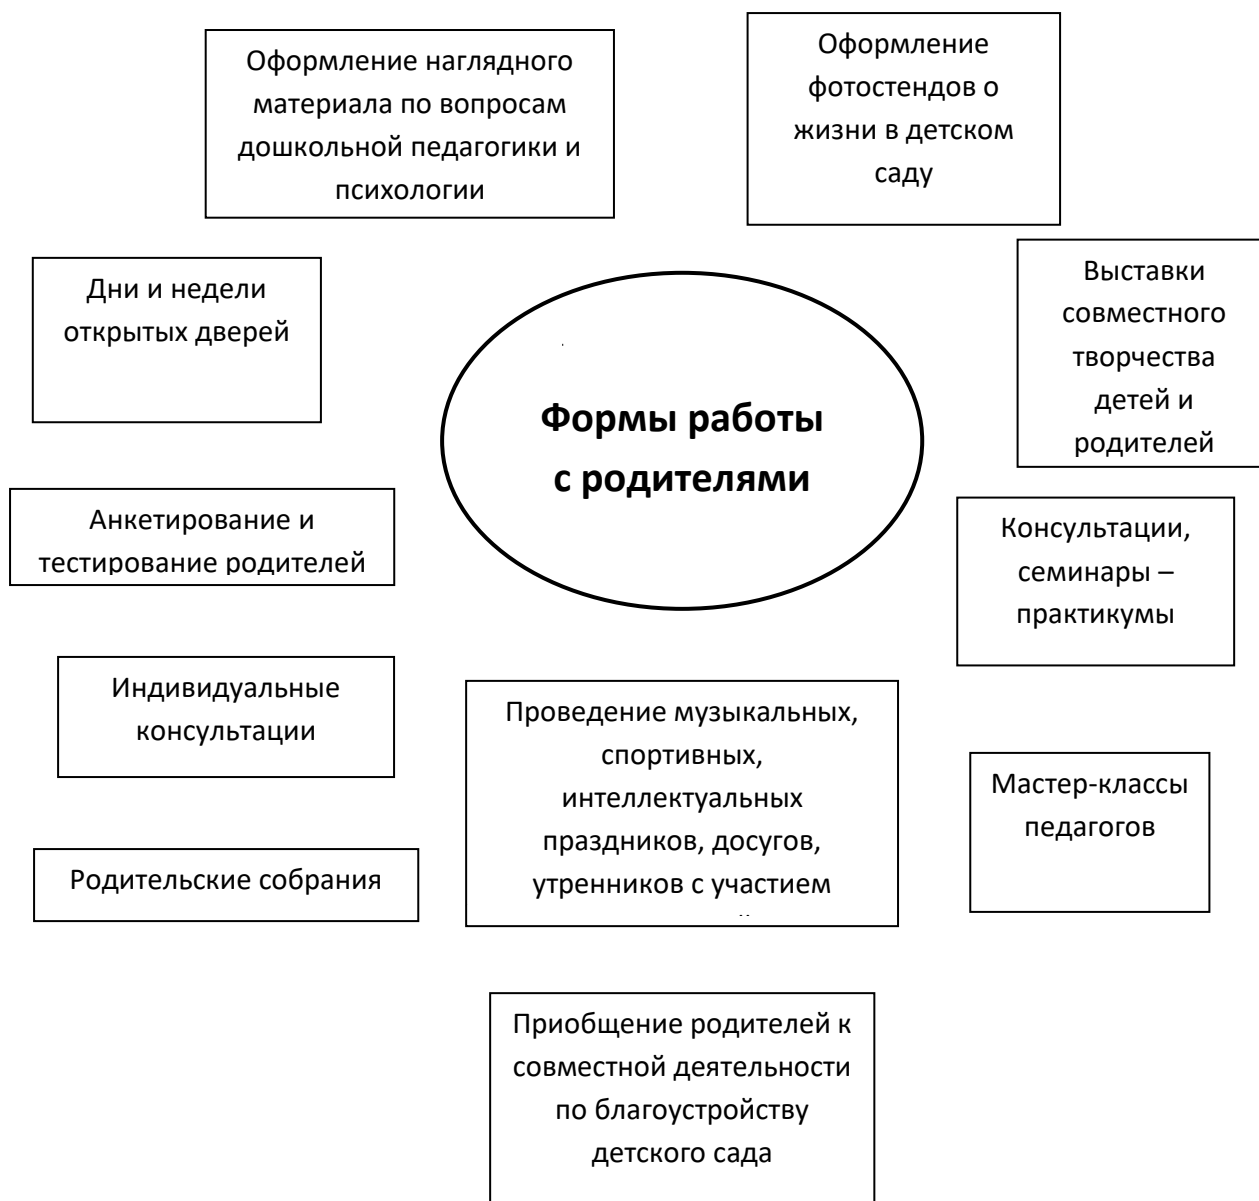 Оформление наглядного
материала по вопросам
дошкольной педагогики и
психологии
Оформление
фотостендов о
жизни в детском
саду
Дни и недели
открытых дверей
Выставки
совместного
творчества
детей и
родителей
Формы работы
с родителями
Анкетирование и
тестирование родителей
Консультации,
семинары –
практикумы
Индивидуальные
консультации
Проведение музыкальных,
спортивных,
интеллектуальных
праздников, досугов,
утренников с участием
Мастер-классы
педагогов
Родительские собрания
Приобщение родителей к
совместной деятельности
по благоустройству
детского сада